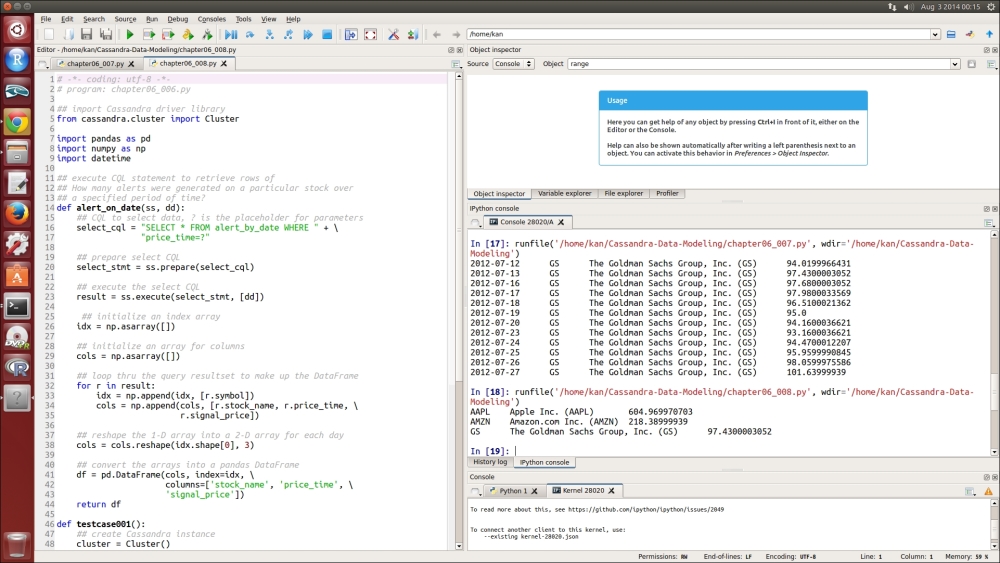 Aug 3 2014 00:15
File Edit Search Source Run Debug Consoles Tools View Help
/home/kan
Editor - /home/kan/Cassandra-Data-Modeling/chapter06_008.py
chapter06_007.py
chapter06_008.py
1 # -*- coding: utf-8 -*-
2 # program: chapter06_006.py
3
4 ## import Cassandra driver library
5 from cassandra.cluster import Cluster
6
7 import pandas as pd
8 import numpy as np
9 import datetime
10
11 ## execute CQL statement to retrieve rows of
12 ## How many alerts were generated on a particular stock over
13 ## a specified period of time?
14 def alert_on_date(ss, dd):
15 ## CQL to select data, ? is the placeholder for parameters
16 select_cql = "SELECT * FROM alert_by_date WHERE " + \
17 "price_time=?"
18
19 ## prepare select CQL
20 select_stmt = ss.prepare(select_cql)
21
22 ## execute the select CQL
23 result = ss.execute(select_stmt, [dd])
24
25 ## initialize an index array
26 idx = np.asarray([])
27
28 ## initialize an array for columns
29 cols = np.asarray([])
30
31 ## loop thru the query resultset to make up the DataFrame
32 for r in result:
33 idx = np.append(idx, [r.symbol])
34 cols = np.append(cols, [r.stock_name, r.price_time, \
35 r.signal_price])
36
37 ## reshape the 1-D array into a 2-D array for each day
38 cols = cols.reshape(idx.shape[0], 3)
39
40 ## convert the arrays into a pandas DataFrame
41 df = pd.DataFrame(cols, index=idx, \
42 columns=['stock_name', 'price_time', \
43 'signal_price'])
44 return df
45
46 def testcase001():
47 ## create Cassandra instance
48 cluster = Cluster()
Object inspector
Source Console Object range
Usage
Here you can get help of any object by pressing Ctrl+I in front of it, either on the
Editor or the Console.
Help can also be shown automatically after writing a left parenthesis next to an
object. You can activate this behavior in Preferences > Object Inspector.
Object inspector Variable explorer File explorer Profiler
IPython console
Console 28020/A
In [17]: runfile('/home/kan/Cassandra-Data-Modeling/chapter06_007.py', wdir='/home/kan/Cassandra-Data-
Modeling')
2012-07-12 GS The Goldman Sachs Group, Inc. (GS) 94.0199966431
2012-07-13 GS The Goldman Sachs Group, Inc. (GS) 97.4300003052
2012-07-16 GS The Goldman Sachs Group, Inc. (GS) 97.6800003052
2012-07-17 GS The Goldman Sachs Group, Inc. (GS) 97.9800033569
2012-07-18 GS The Goldman Sachs Group, Inc. (GS) 96.5100021362
2012-07-19 GS The Goldman Sachs Group, Inc. (GS) 95.0
2012-07-20 GS The Goldman Sachs Group, Inc. (GS) 94.1600036621
2012-07-23 GS The Goldman Sachs Group, Inc. (GS) 93.1600036621
2012-07-24 GS The Goldman Sachs Group, Inc. (GS) 94.4700012207
2012-07-25 GS The Goldman Sachs Group, Inc. (GS) 95.9599990845
2012-07-26 GS The Goldman Sachs Group, Inc. (GS) 98.0599975586
2012-07-27 GS The Goldman Sachs Group, Inc. (GS) 101.63999939
In [18]: runfile('/home/kan/Cassandra-Data-Modeling/chapter06_008.py', wdir='/home/kan/Cassandra-Data-
Modeling')
AAPL Apple Inc. (AAPL) 604.969970703
AMZN Amazon.com Inc. (AMZN) 218.38999939
GS The Goldman Sachs Group, Inc. (GS) 97.4300003052
In [19]:
History log IPython console
Console
Python 1
Kernel 28020
To read more about this, see https://github.com/ipython/ipython/issues/2049
To connect another client to this kernel, use:
--existing kernel-28020.json
Permissions: RW End-of-lines: LF Encoding: UTF-8 Line: 1 Column: 1 Memory: 59 %